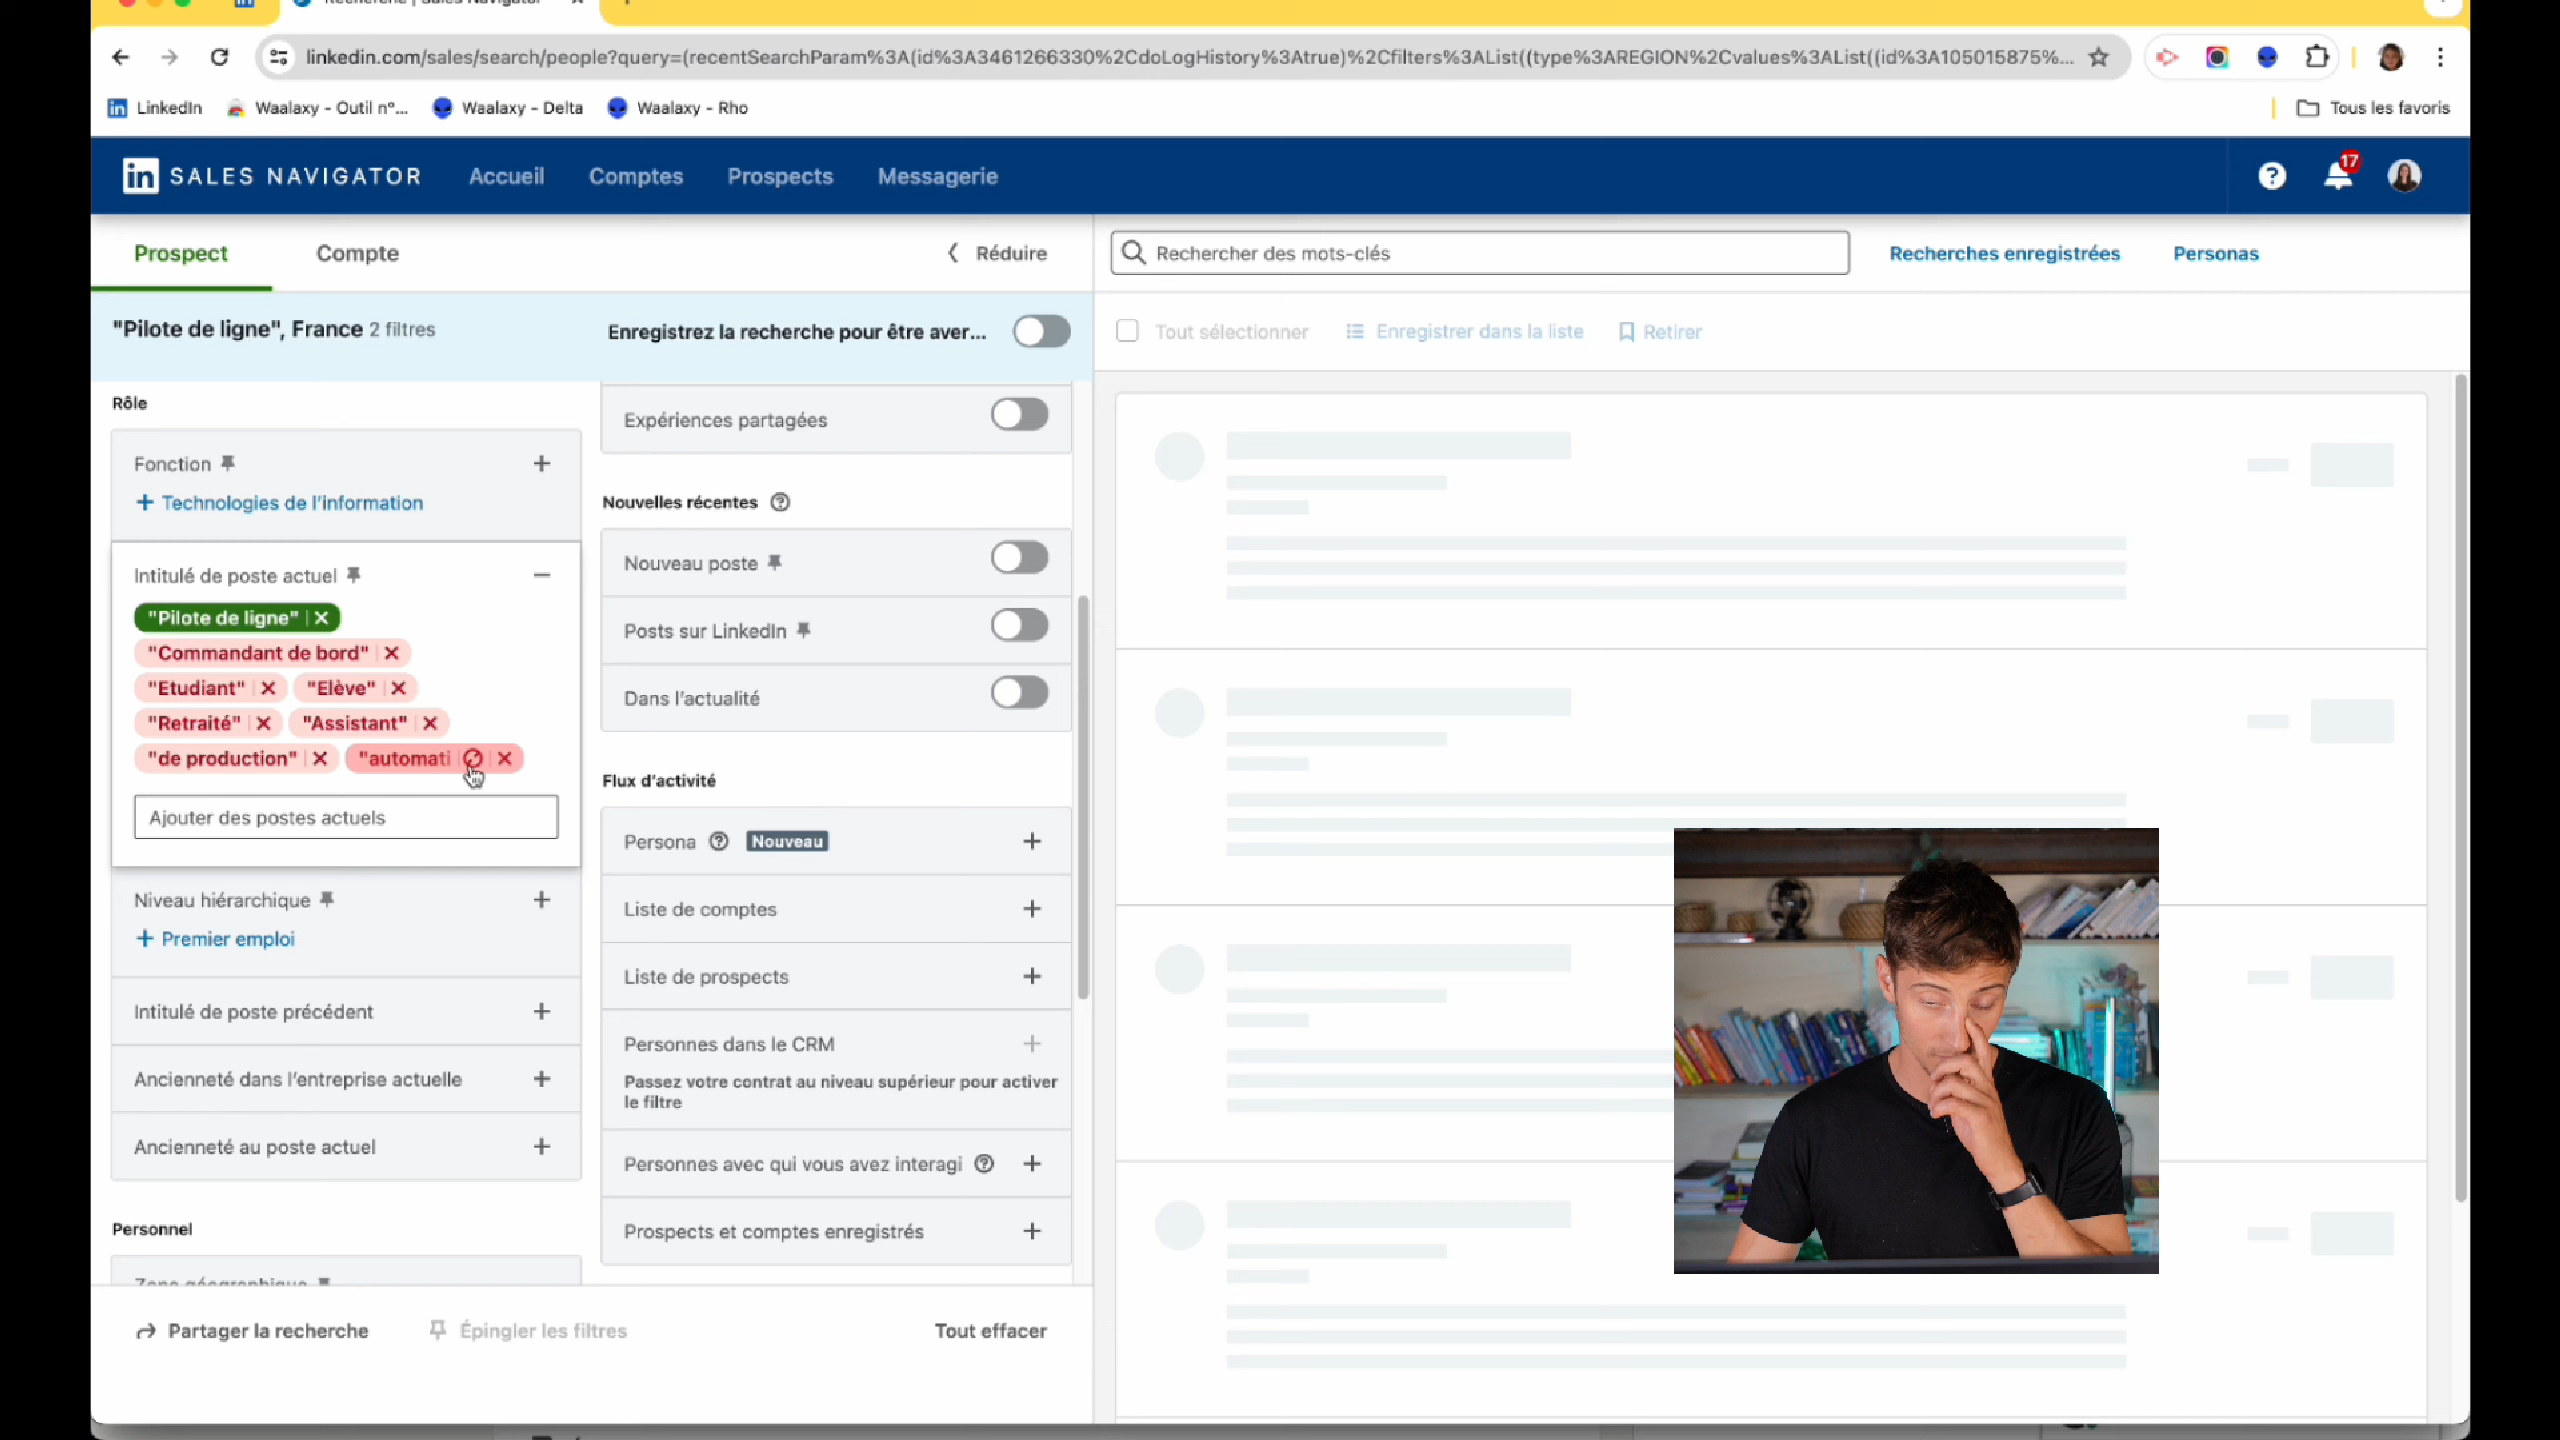 linkedin.com/sales/search/people?query=(recentSearchParam%3A(id%3A3461266330%2CdoLogHistory%3Atrue)%2Cfilters%3AList((type%3AREGION%2Cvalues%3AList((id%3A105015875%...
LinkedIn
Waalaxy - Outil n°...
Waalaxy - Delta
Waalaxy - Rho
Tous les favoris
in SALES NAVIGATOR
Accueil
Comptes
Prospects
Messagerie
17
Prospect
Compte
Réduire
Rechercher des mots-clés
Recherches enregistrées
Personas
"Pilote de ligne", France 2 filtres
Enregistrez la recherche pour être aver...
Tout sélectionner
Enregistrer dans la liste
Retirer
Rôle
Fonction
+ Technologies de l'information
Intitulé de poste actuel
"Pilote de ligne"
"Commandant de bord"
"Etudiant"
"Elève"
"Retraité"
"Assistant"
"de production"
"automati
Ajouter des postes actuels
Niveau hiérarchique
+ Premier emploi
Intitulé de poste précédent
Ancienneté dans l'entreprise actuelle
Ancienneté au poste actuel
Personnel
Zone géographique
Expériences partagées
Nouvelles récentes
Nouveau poste
Posts sur LinkedIn
Dans l'actualité
Flux d'activité
Persona
Nouveau
Liste de comptes
Liste de prospects
Personnes dans le CRM
Passez votre contrat au niveau supérieur pour activer
le filtre
Personnes avec qui vous avez interagi
Prospects et comptes enregistrés
Partager la recherche
Épingler les filtres
Tout effacer